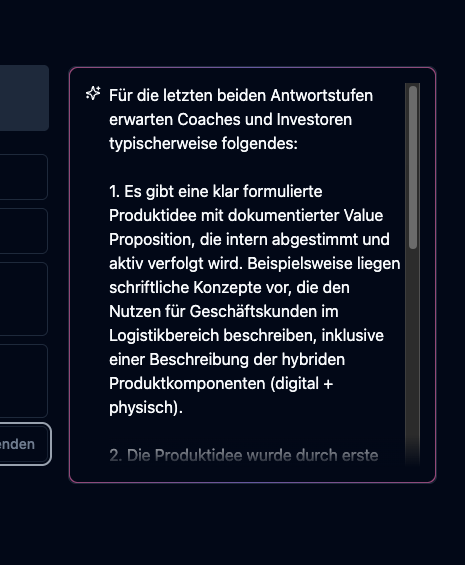 Für die letzten beiden Antwortstufen
erwarten Coaches und Investoren
typischerweise folgendes:
1. Es gibt eine klar formulierte
Produktidee mit dokumentierter Value
Proposition, die intern abgestimmt und
aktiv verfolgt wird. Beispielsweise liegen
schriftliche Konzepte vor, die den
Nutzen für Geschäftskunden im
Logistikbereich beschreiben, inklusive
einer Beschreibung der hybriden
Produktkomponenten (digital +
physisch).
enden
2. Die Produktidee wurde durch erste